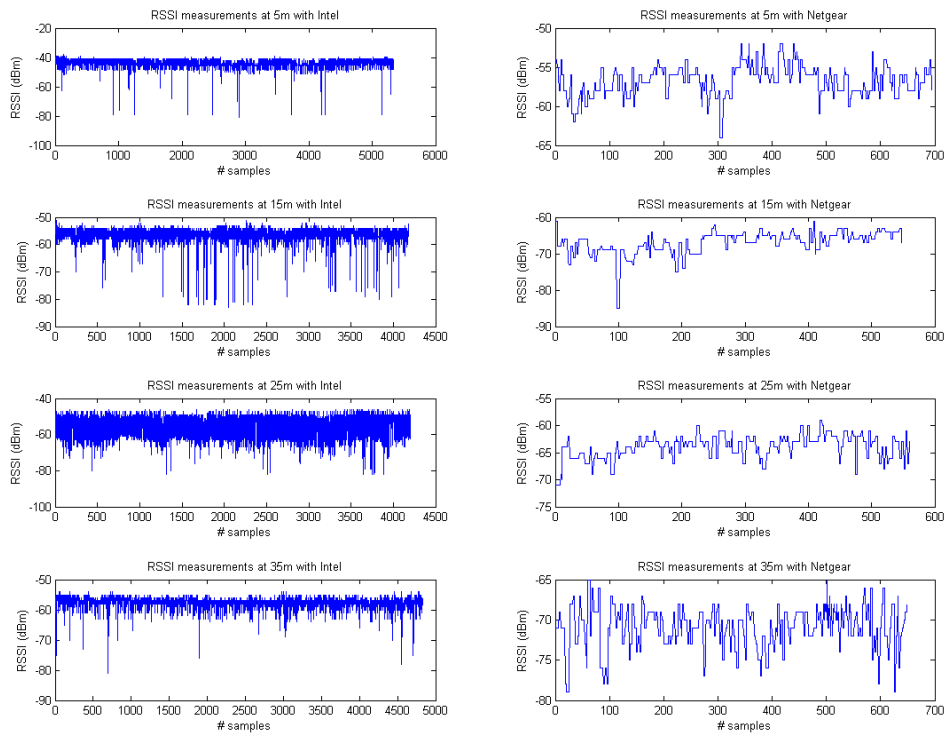 RSSI measurements at 5m with Intel
-20
-40
-60
-80
-100
RSSI (dBm)
0 1000 2000 3000 4000 5000 6000
# samples
RSSI measurements at 5m with Netgear
-50
-55
-60
-65
RSSI (dBm)
0 100 200 300 400 500 600 700
# samples
RSSI measurements at 15m with Intel
-50
-60
-70
-80
-90
RSSI (dBm)
0 500 1000 1500 2000 2500 3000 3500 4000 4500
# samples
RSSI measurements at 15m with Netgear
-60
-70
-80
-90
RSSI (dBm)
0 100 200 300 400 500 600
# samples
RSSI measurements at 25m with Intel
-40
-60
-80
-100
RSSI (dBm)
0 500 1000 1500 2000 2500 3000 3500 4000 4500
# samples
RSSI measurements at 25m with Netgear
-55
-60
-65
-70
-75
RSSI (dBm)
0 100 200 300 400 500 600
# samples
RSSI measurements at 35m with Intel
-50
-60
-70
-80
-90
RSSI (dBm)
0 500 1000 1500 2000 2500 3000 3500 4000 4500 5000
# samples
RSSI measurements at 35m with Netgear
-65
-70
-75
-80
RSSI (dBm)
0 100 200 300 400 500 600 700
# samples